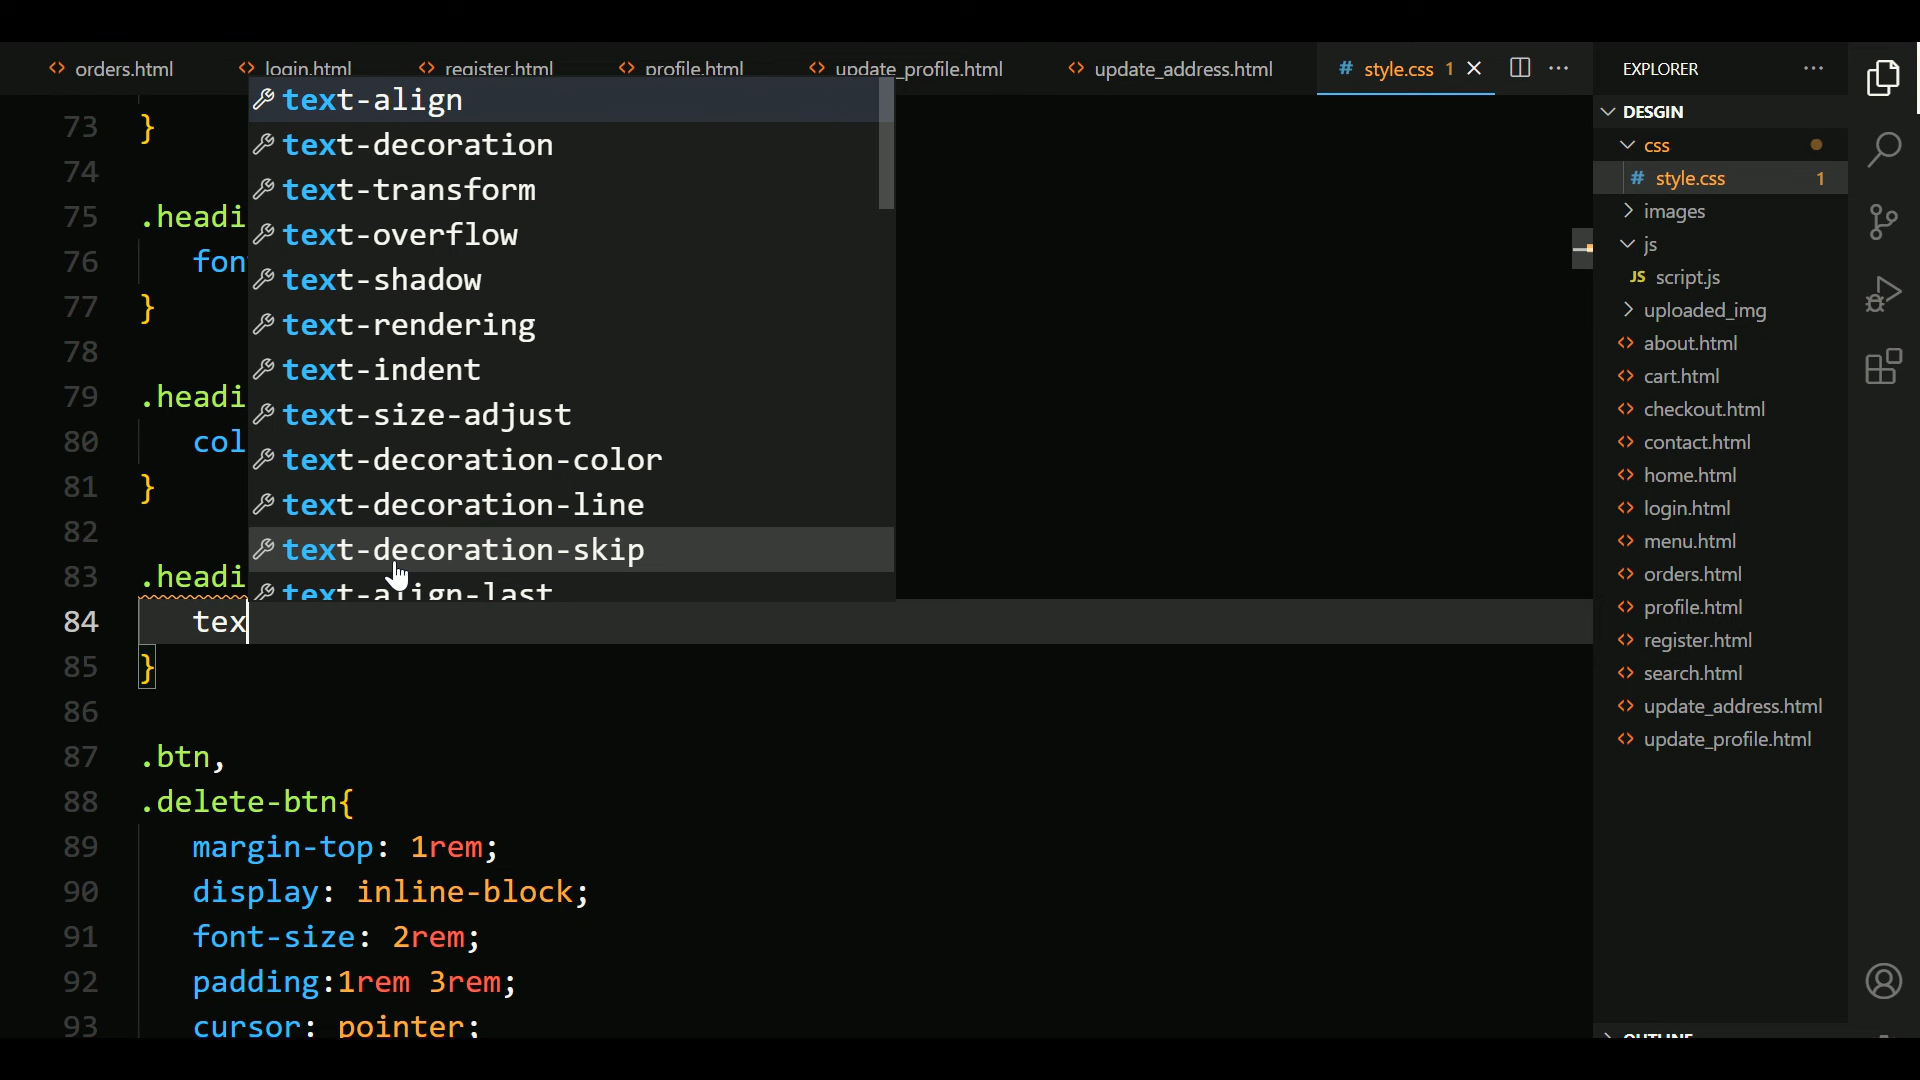 orders.html login.html register.html profile.html update_profile.html update_address.html style.css 1
73 }
74
75 .headi
76 fon
77 }
78
79 .headi
80 col
81 }
82
83 .headi
84 tex
85 }
86
87 .btn,
88 .delete-btn{
89 margin-top: 1rem;
90 display: inline-block;
91 font-size: 2rem;
92 padding:1rem 3rem;
93 cursor: pointer;
text-align
text-decoration
text-transform
text-overflow
text-shadow
text-rendering
text-indent
text-size-adjust
text-decoration-color
text-decoration-line
text-decoration-skip
text-align-last
EXPLORER
DESGIN
css
# style.css 1
images
js
JS script.js
uploaded_img
about.html
cart.html
checkout.html
contact.html
home.html
login.html
menu.html
orders.html
profile.html
register.html
search.html
update_address.html
update_profile.html
OUTLINE